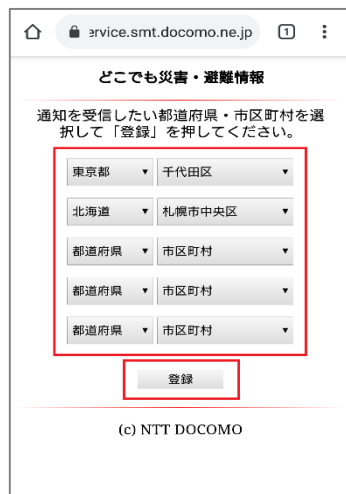 ervice.smt.docomo.ne.jp 1
どこでも災害・避難情報
通知を受信したい都道府県・市区町村を選
択して「登録」を押してください。
東京都 千代田区
北海道 札幌市中央区
都道府県 市区町村
都道府県 市区町村
都道府県 市区町村
登録
(c) NTT DOCOMO